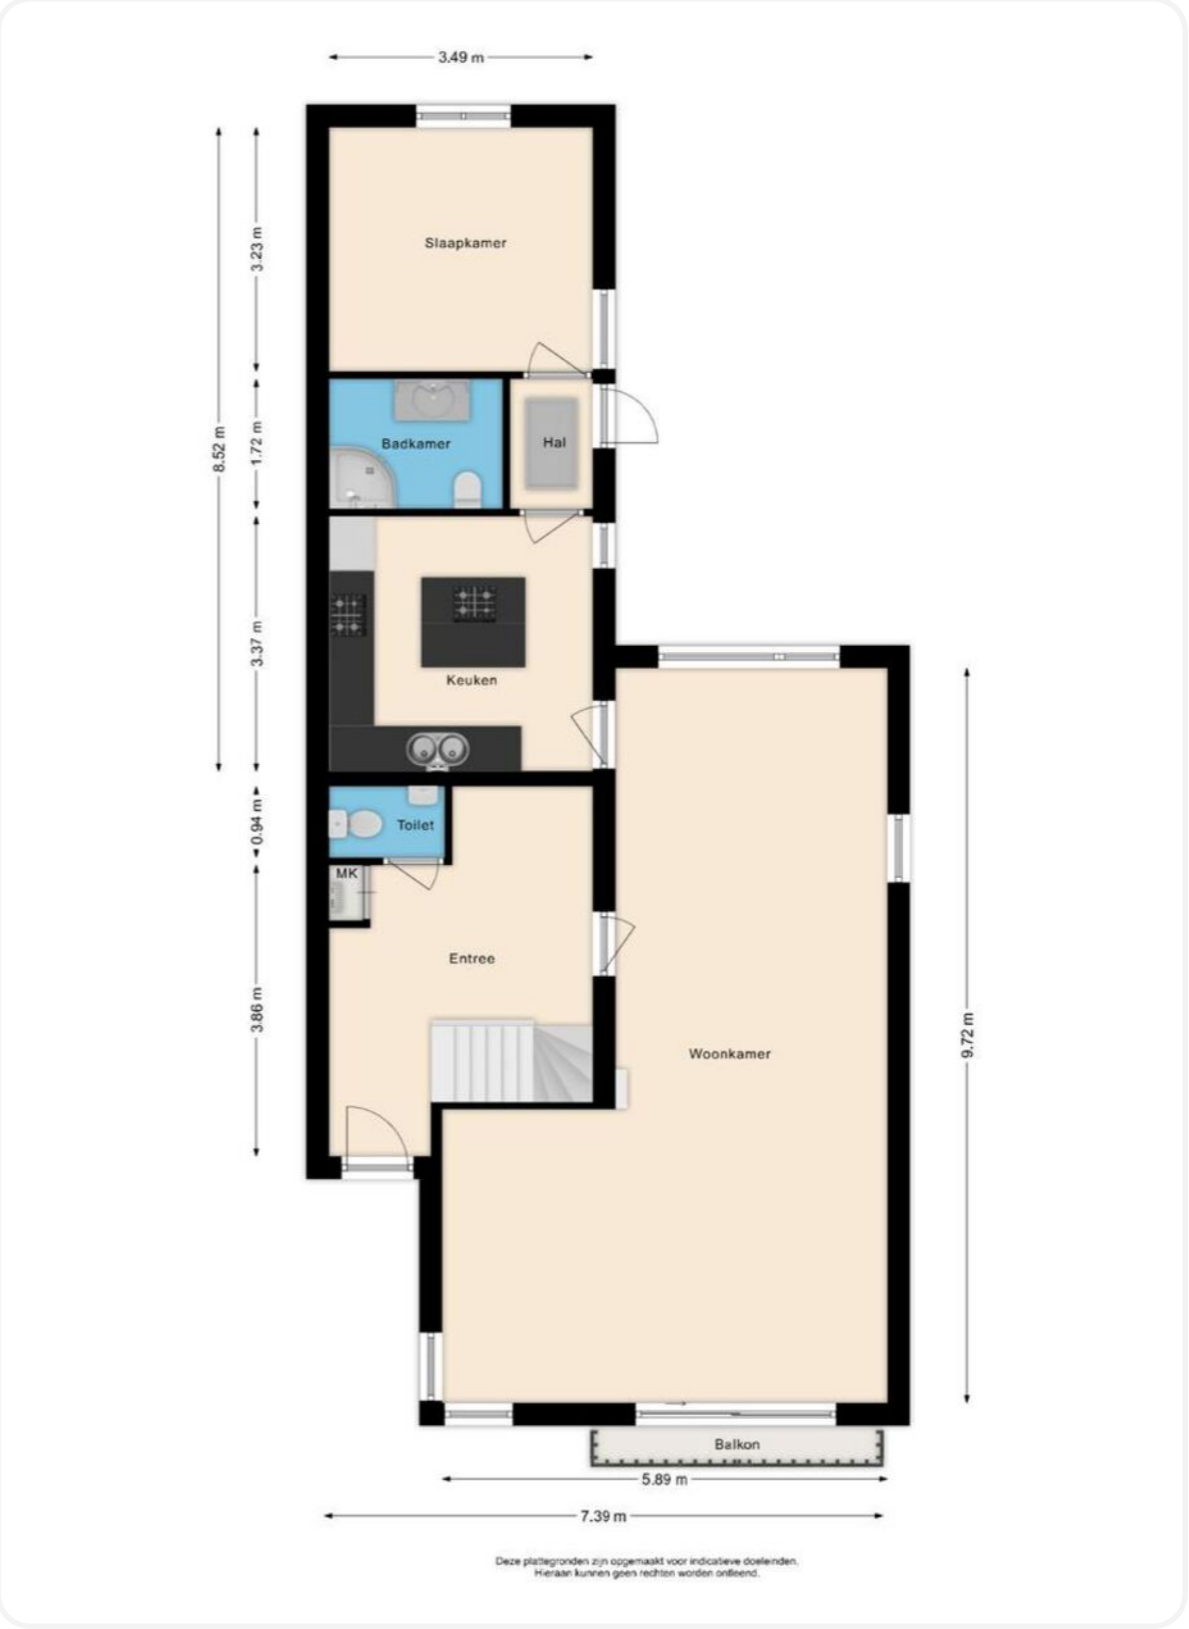 3.49 m
Slaapkamer
3.23 m
8.52 m
1.72 m
Badkamer
Hal
3.37 m
Keuken
0.94 m
Toilet
MK
Entree
3.86 m
Woonkamer
9.72 m
Balkon
5.89 m
7.39 m
Deze plattegronden zijn opgemaakt voor indicatieve doeleinden.
Hieraan kunnen geen rechten worden ontleend.